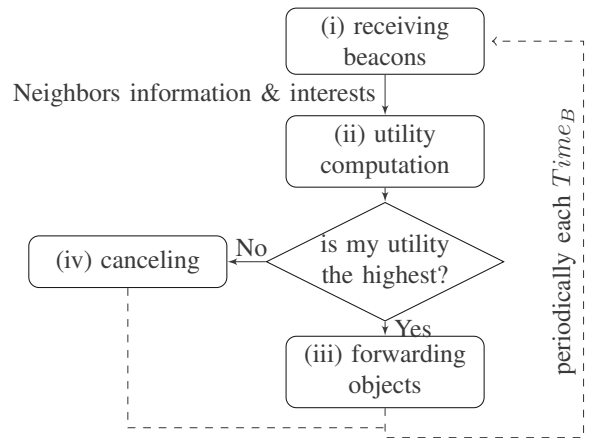 (i) receiving
beacons
Neighbors information & interests
(ii) utility
computation
is my utility
the highest?
No
(iv) canceling
Yes
(iii) forwarding
objects
periodically each Time_B